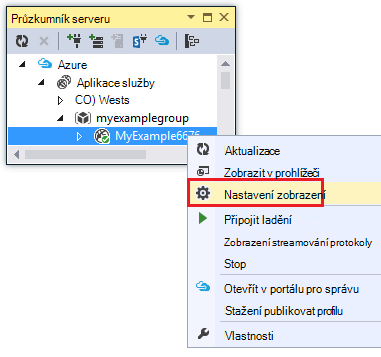 Průzkumník serveru
Azure
Aplikace služby
CO) Wests
myexamplegroup
MyExample6676
Aktualizace
Zobrazit v prohlížeči
Nastavení zobrazení
Připojit ladění
Zobrazení streamování protokoly
Stop
Otevřít v portálu pro správu
Stažení publikovat profilu
Vlastnosti